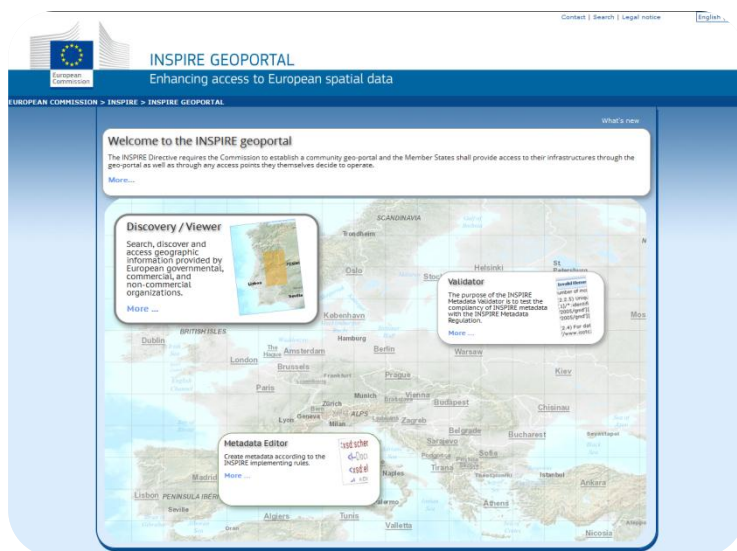 Contact | Search | Legal notice
English
European
Commission
INSPIRE GEOPORTAL
Enhancing access to European spatial data
EUROPEAN COMMISSION > INSPIRE > INSPIRE GEOPORTAL
What's new
Welcome to the INSPIRE geoportal
The INSPIRE Directive requires the Commission to establish a community geo-portal and the Member States shall provide access to their infrastructures through the
geo-portal as well as through any access points they themselves decide to operate.
More...
Discovery / Viewer
Search, discover and
access geographic
information provided by
European governmental,
commercial, and
non-commercial
organizations.
More ...
Lisboa
Sevilla
SCANDINAVIA
Trondheim
Oslo
Helsinki
St.
Validator
The purpose of the INSPIRE
Metadata Validator is to test the
compliancy of INSPIRE metadata
with the INSPIRE Metadata
Regulation.
More ...
København
BRITISH ISLES
Dublin
Hamburg
The
Hague
Amsterdam
Berlin
Warsaw
London
Brussels
Frankfurt
Prague
Kiev
Paris
Munich
Vienna
Zürich
Budapest
Chisinau
Bern
Geneva
ALPS
Lyon
Milan
Zagreb
Belgrade
Bucharest
Sarajevo
Sofia
Metadata Editor
Create metadata according to the
INSPIRE implementing rules.
More ...
Madrid
Naples
Tirana
Istanbul
Ankara
Lisbon
PENINSULA IBER
Sevilla
Athens
Algiers
Tunis
Valletta
Oran
Nicosia